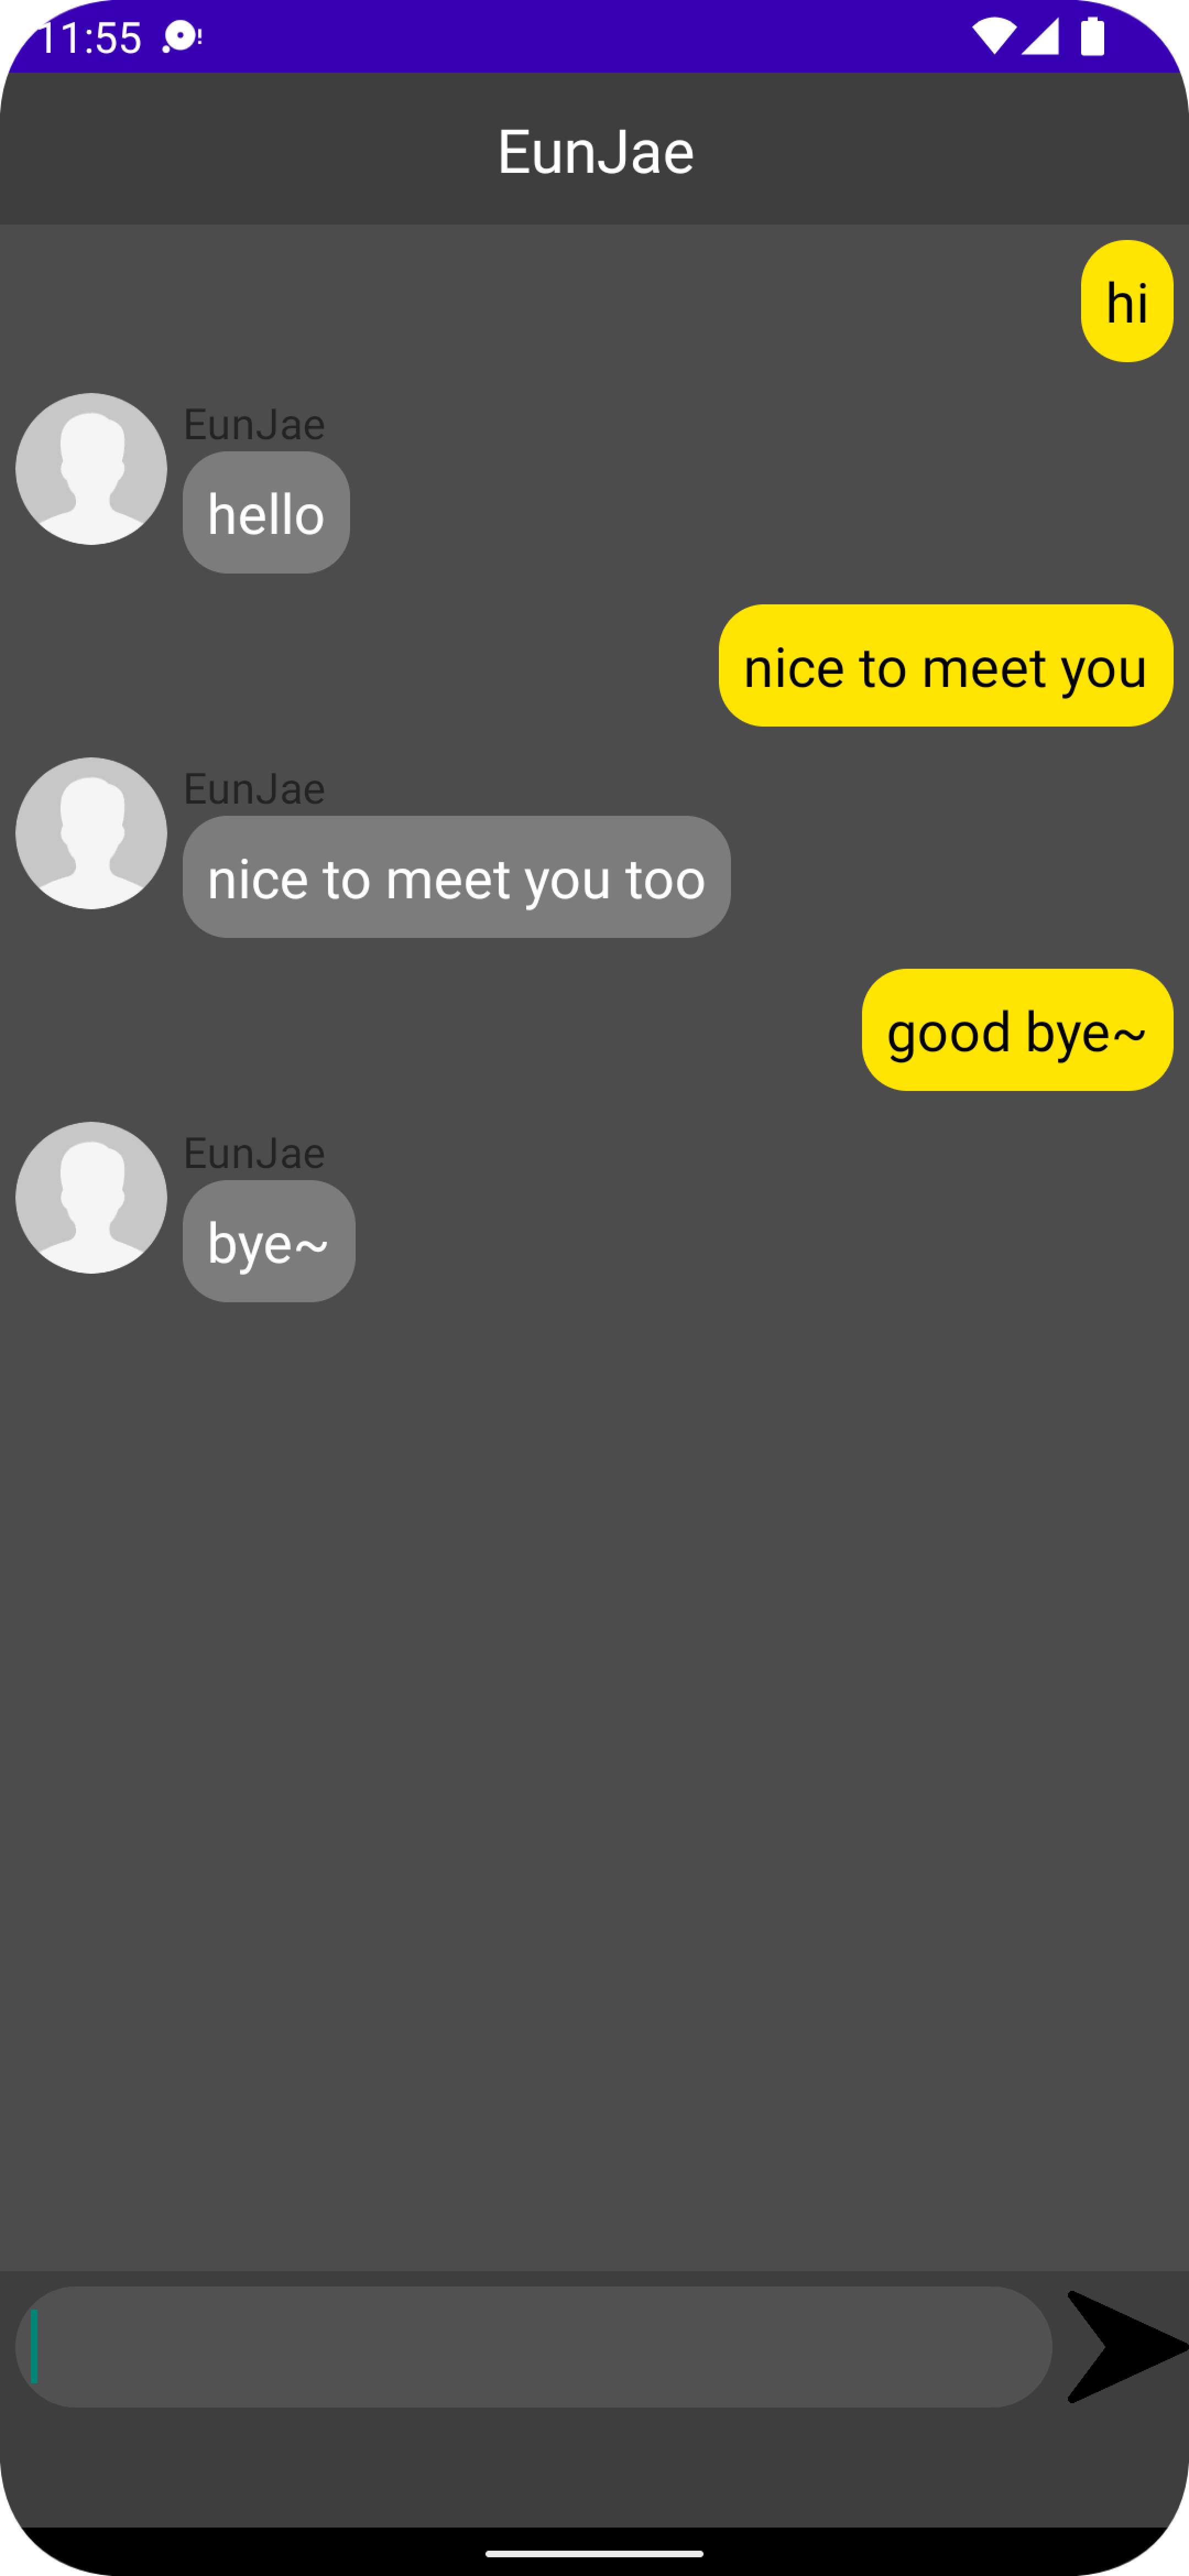 11:55
EunJae
hi
EunJae
hello
nice to meet you
EunJae
nice to meet you too
good bye~
EunJae
bye~